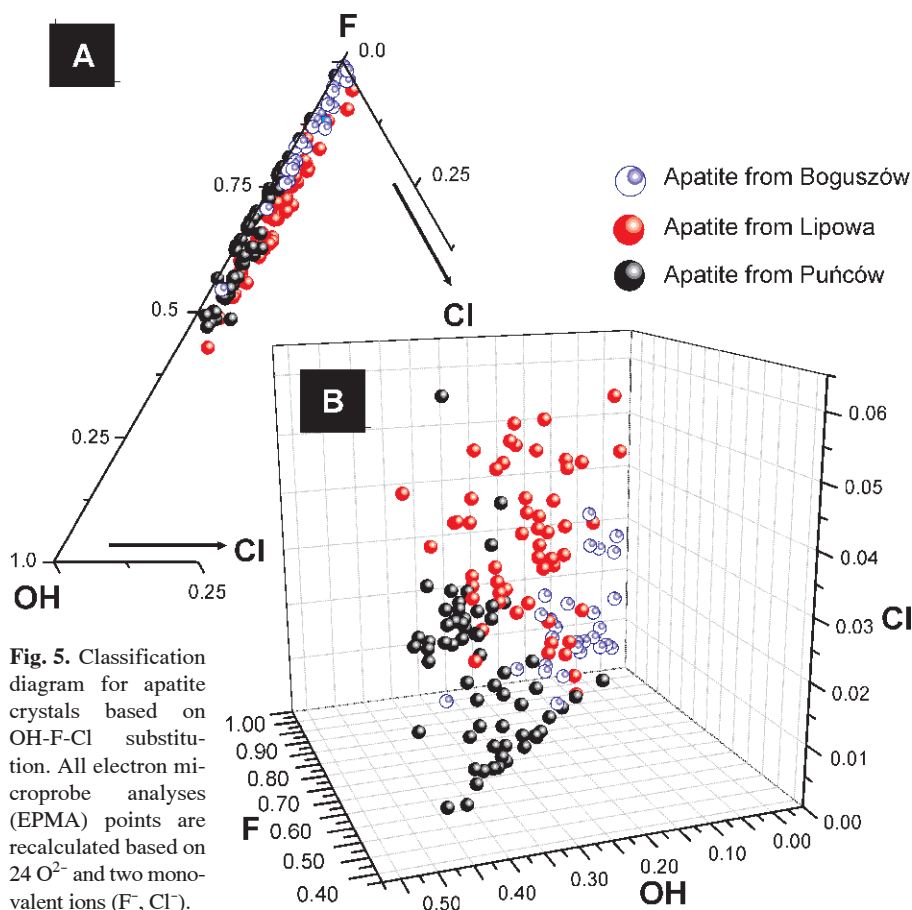 A
F
0.0
0.25
0.75
Cl
0.5
0.25
1.0
OH
Cl
0.25
Apatite from Boguszów
Apatite from Lipowa
Apatite from Puńców
B
0.06
0.05
0.04
0.03
0.02
0.01
0.00
Cl
1.00
0.90
0.80
0.70
0.60
0.50
0.40
F
0.50
0.40
0.30
0.20
0.10
0.00
OH
Fig. 5. Classification
diagram for apatite
crystals based on
OH-F-Cl substitu-
tion. All electron mi-
croprobe analyses
(EPMA) points are
recalculated based on
24 O²⁻ and two mono-
valent ions (F⁻, Cl⁻).